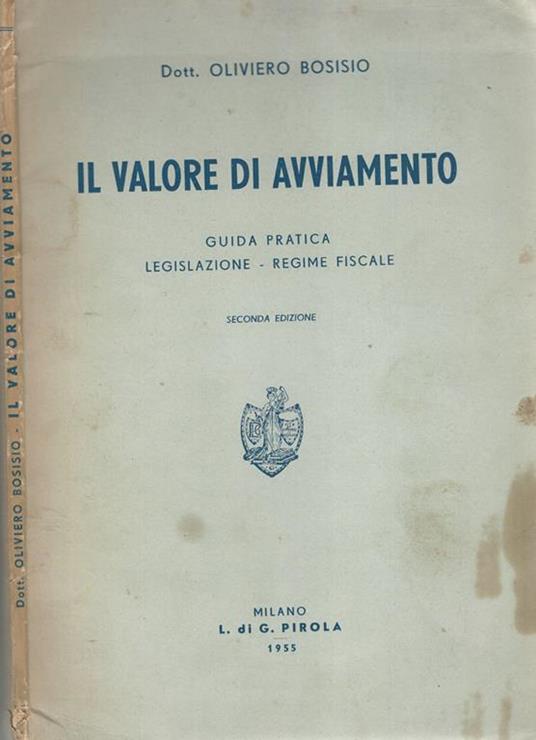 Dott. OLIVIERO BOSISIO
IL VALORE DI AVVIAMENTO
GUIDA PRATICA
LEGISLAZIONE - REGIME FISCALE
SECONDA EDIZIONE
MILANO
L. di G. PIROLA
1955
Dott. OLIVIERO BOSISIO - IL VALORE DI AVVIAMENTO